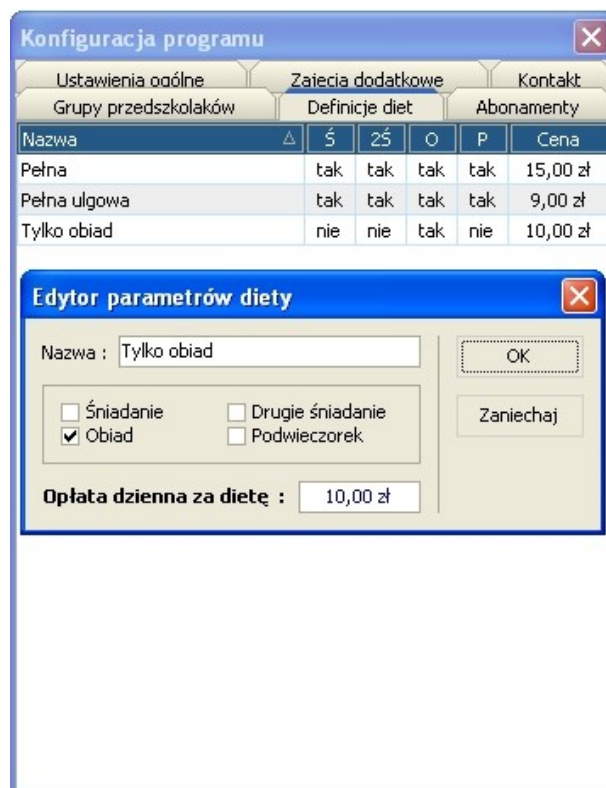 Konfiguracja programu
Ustawienia ogólne Zajęcia dodatkowe Kontakt
Grupy przedszkolaków Definicje diet Abonamenty
Nazwa Ś 2Ś O P Cena
Pełna tak tak tak tak 15,00 zł
Pełna ulgowa tak tak tak tak 9,00 zł
Tylko obiad nie nie tak nie 10,00 zł
Edytor parametrów diety
Nazwa : Tylko obiad OK
Śniadanie Drugie śniadanie Zaniechaj
Obiad Podwieczorek
Opłata dzienna za dietę : 10,00 zł